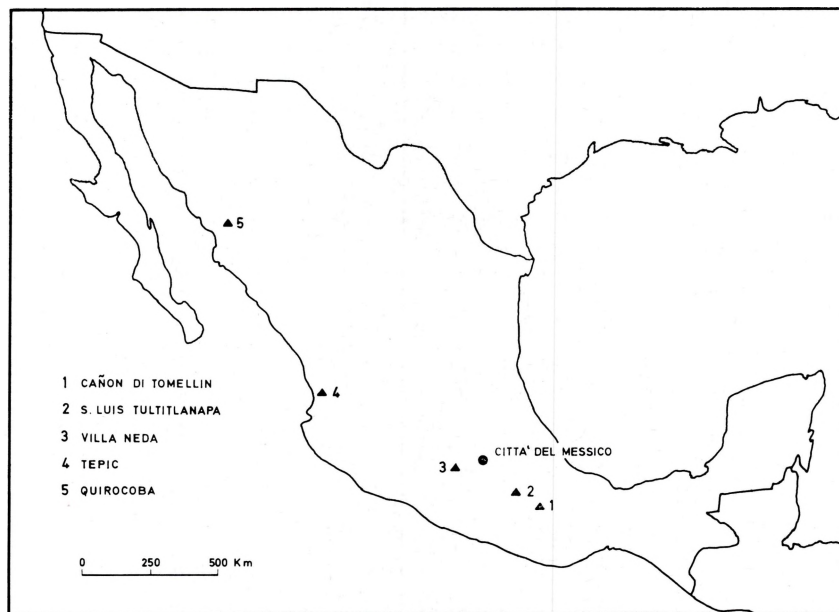 5
4
1 CAÑON DI TOMELLIN
2 S. LUIS TULTITLANAPA
3 VILLA NEDA
4 TEPIC
5 QUIROCOBA
CITTA' DEL MESSICO
3
2
1
0 250 500 Km